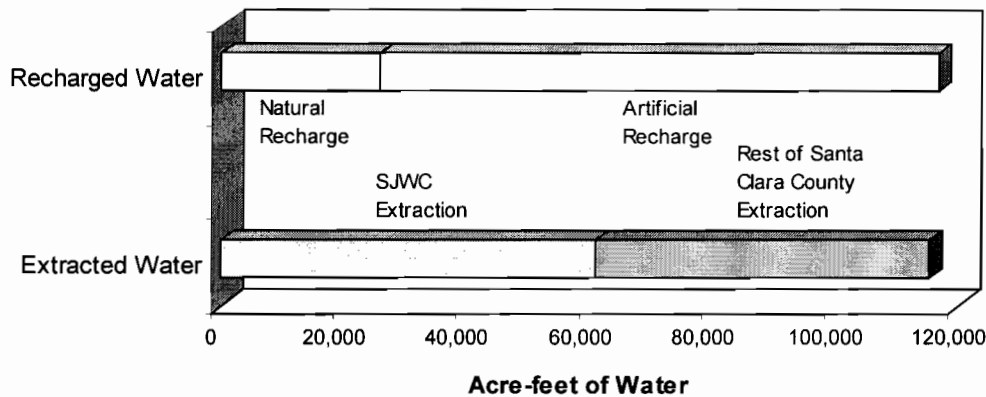 Recharged Water
Natural
Recharge
Artificial
Recharge
Rest of Santa
Clara County
Extraction
SJWC
Extraction
Extracted Water
0 20,000 40,000 60,000 80,000 100,000 120,000
Acre-feet of Water